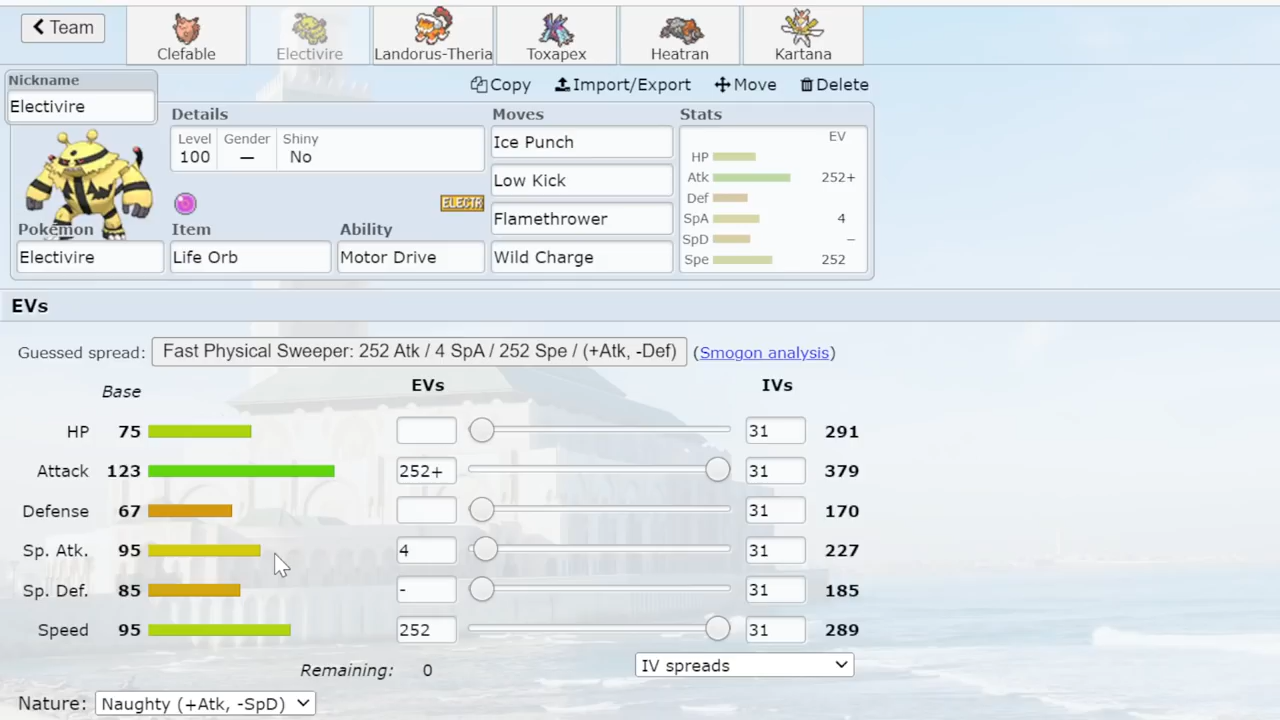 Team
Clefable
Electivire
Landorus-Theria
Toxapex
Heatran
Kartana
Nickname
Electivire
Copy
Import/Export
Move
Delete
Details
Moves
Stats
Level
Gender
Shiny
100
—
No
EV
Ice Punch
HP
Low Kick
Atk 252+
Def
ELECTR
Flamethrower
SpA 4
Pokémon
Item
Ability
SpD –
Electivire
Life Orb
Motor Drive
Wild Charge
Spe 252
EVs
Guessed spread: Fast Physical Sweeper: 252 Atk / 4 SpA / 252 Spe / (+Atk, -Def) (Smogon analysis)
Base EVs IVs
HP 75 31 291
Attack 123 252+ 31 379
Defense 67 31 170
Sp. Atk. 95 4 31 227
Sp. Def. 85 - 31 185
Speed 95 252 31 289
Remaining: 0 IV spreads
Nature: Naughty (+Atk, -SpD)